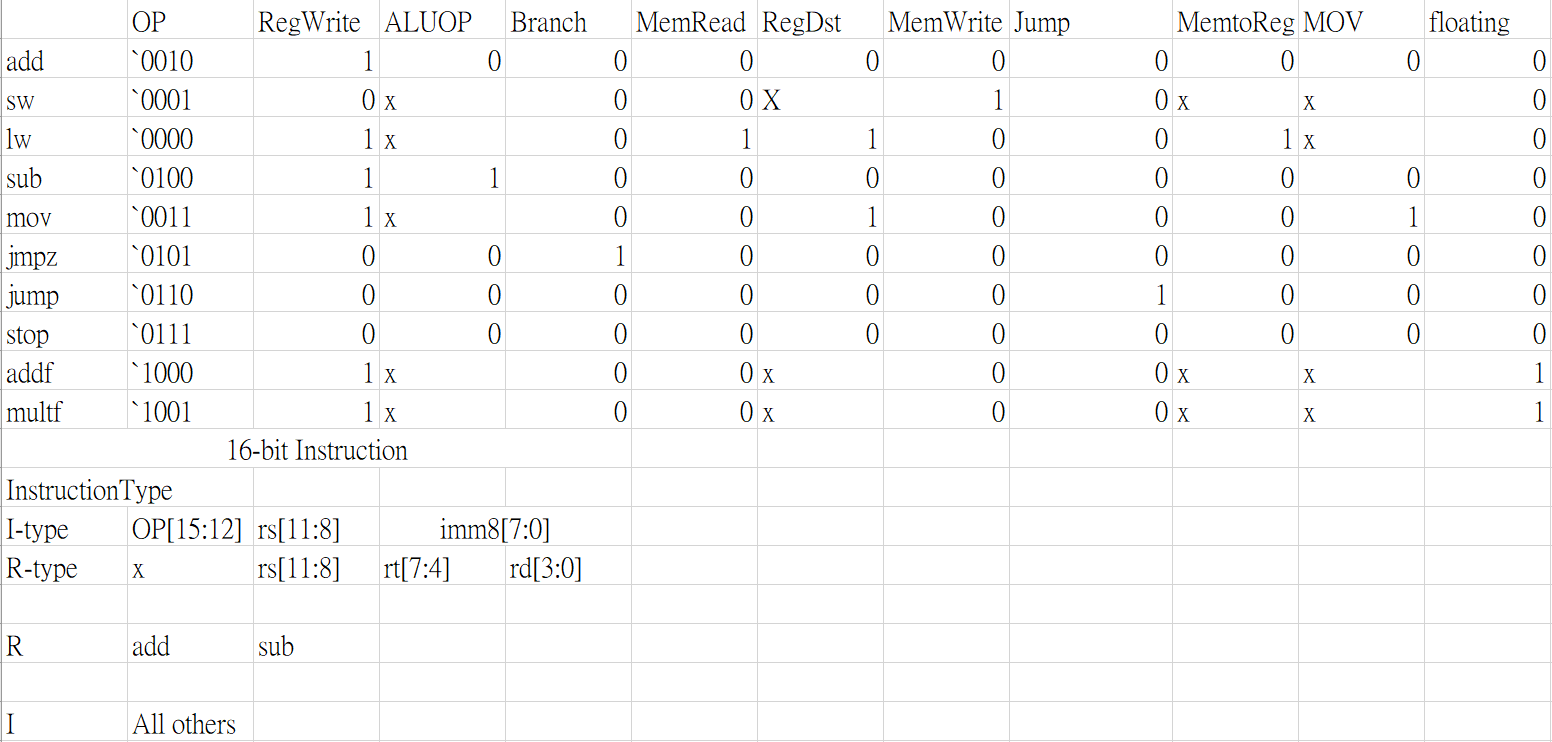 OP RegWrite ALUOP Branch MemRead RegDst MemWrite Jump MemtoReg MOV floating
add `0010 1 0 0 0 0 0 0 0 0 0
sw `0001 0 x 0 0 X 1 0 x x 0
lw `0000 1 x 0 1 1 0 0 1 x 0
sub `0100 1 1 0 0 0 0 0 0 0 0
mov `0011 1 x 0 0 1 0 0 0 1 0
jmpz `0101 0 0 1 0 0 0 0 0 0 0
jump `0110 0 0 0 0 0 0 1 0 0 0
stop `0111 0 0 0 0 0 0 0 0 0 0
addf `1000 1 x 0 0 x 0 0 x x 1
multf `1001 1 x 0 0 x 0 0 x x 1
16-bit Instruction
InstructionType
I-type OP[15:12] rs[11:8] imm8[7:0]
R-type x rs[11:8] rt[7:4] rd[3:0]
R add sub
I All others